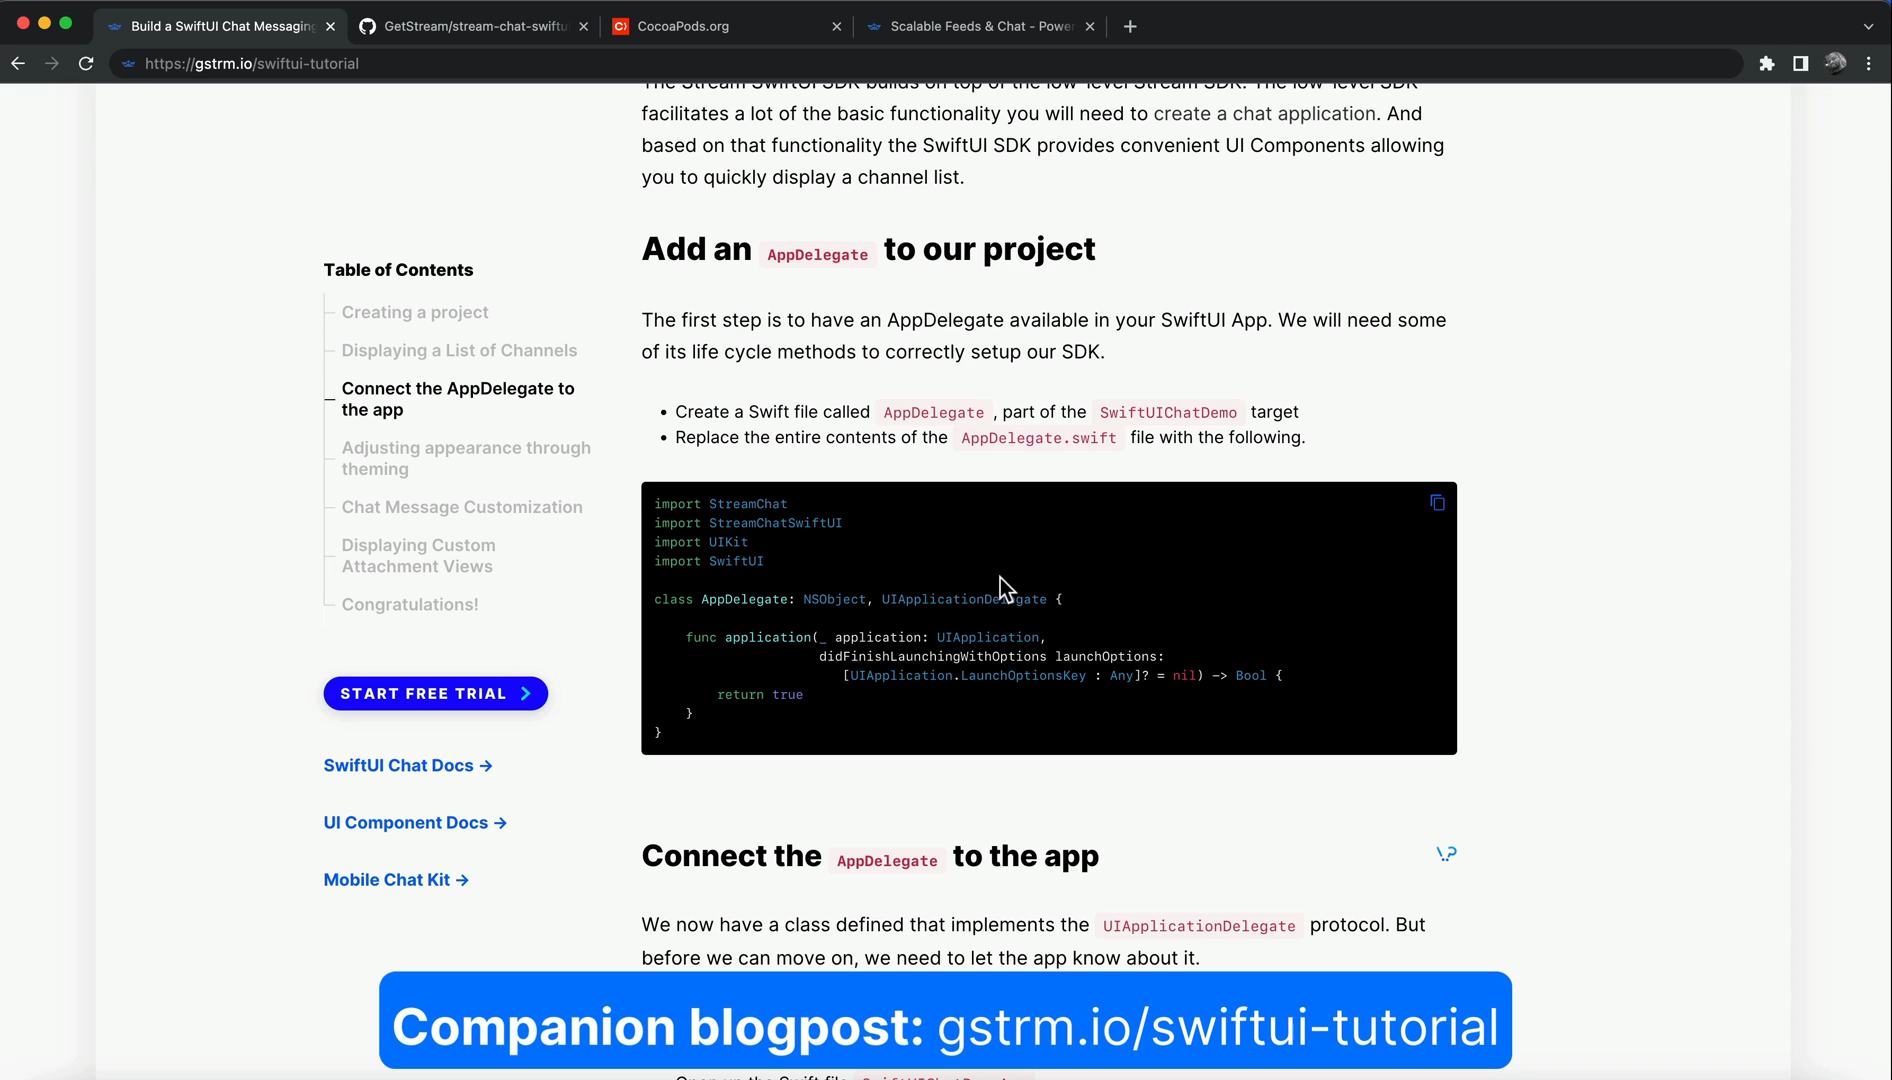 Build a SwiftUI Chat Messaging
GetStream/stream-chat-swiftu
CocoaPods.org
Scalable Feeds & Chat - Power
https://gstrm.io/swiftui-tutorial
The Stream SwiftUI SDK builds on top of the low-level Stream SDK. The low-level SDK
facilitates a lot of the basic functionality you will need to create a chat application. And
based on that functionality the SwiftUI SDK provides convenient UI Components allowing
you to quickly display a channel list.
Add an AppDelegate to our project
Table of Contents
Creating a project
Displaying a List of Channels
Connect the AppDelegate to
the app
Adjusting appearance through
theming
Chat Message Customization
Displaying Custom
Attachment Views
Congratulations!
START FREE TRIAL
SwiftUI Chat Docs →
UI Component Docs →
Mobile Chat Kit →
The first step is to have an AppDelegate available in your SwiftUI App. We will need some
of its life cycle methods to correctly setup our SDK.
• Create a Swift file called AppDelegate, part of the SwiftUIChatDemo target
• Replace the entire contents of the AppDelegate.swift file with the following.
import StreamChat
import StreamChatSwiftUI
import UIKit
import SwiftUI
class AppDelegate: NSObject, UIApplicationDelegate {
func application(_ application: UIApplication,
didFinishLaunchingWithOptions launchOptions:
[UIApplication.LaunchOptionsKey : Any]? = nil) -> Bool {
return true
}
}
Connect the AppDelegate to the app
We now have a class defined that implements the UIApplicationDelegate protocol. But
before we can move on, we need to let the app know about it.
Companion blogpost: gstrm.io/swiftui-tutorial
Open up the Swift file